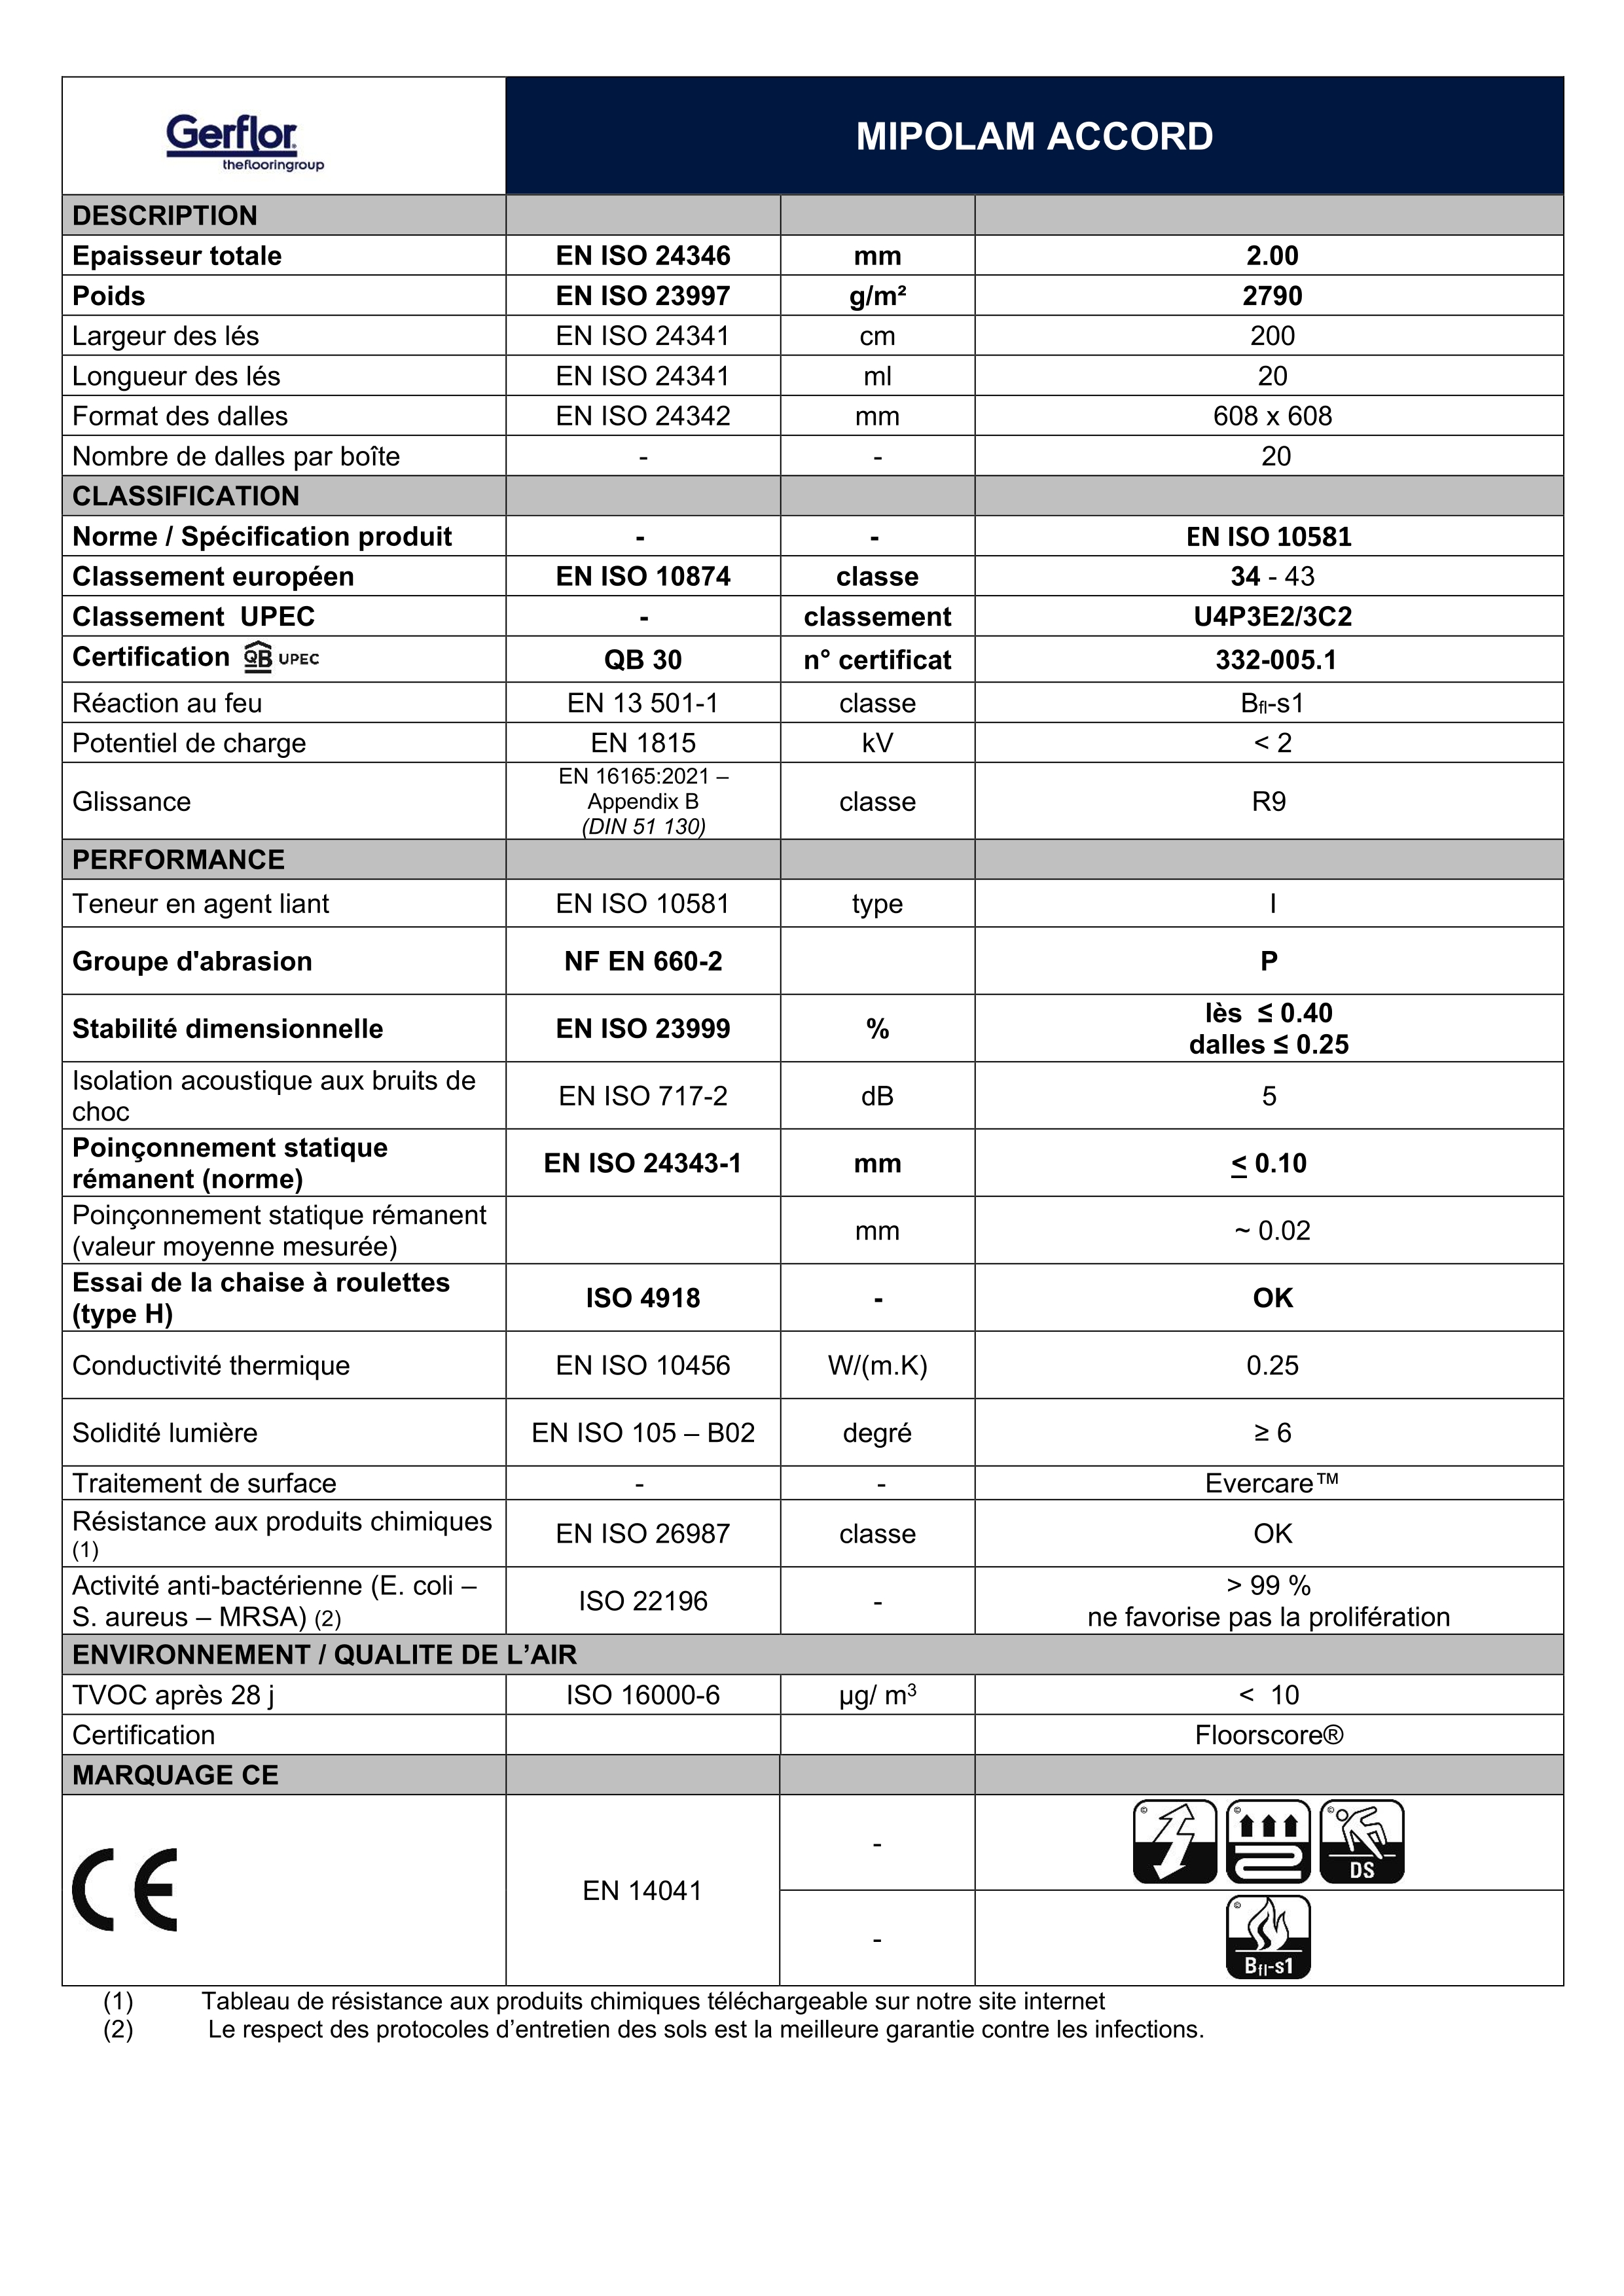 Gerflor
theflooringroup
MIPOLAM ACCORD
DESCRIPTION
Epaisseur totale EN ISO 24346 mm 2.00
Poids EN ISO 23997 g/m² 2790
Largeur des lés EN ISO 24341 cm 200
Longueur des lés EN ISO 24341 ml 20
Format des dalles EN ISO 24342 mm 608 x 608
Nombre de dalles par boîte - - 20
CLASSIFICATION
Norme / Spécification produit - - EN ISO 10581
Classement européen EN ISO 10874 classe 34 - 43
Classement UPEC - classement U4P3E2/3C2
Certification QB UPEC QB 30 n° certificat 332-005.1
Réaction au feu EN 13 501-1 classe Bfl-s1
Potentiel de charge EN 1815 kV < 2
Glissance EN 16165:2021 –
Appendix B
(DIN 51 130) classe R9
PERFORMANCE
Teneur en agent liant EN ISO 10581 type I
Groupe d'abrasion NF EN 660-2 P
Stabilité dimensionnelle EN ISO 23999 % lès ≤ 0.40
dalles ≤ 0.25
Isolation acoustique aux bruits de
choc EN ISO 717-2 dB 5
Poinçonnement statique
rémanent (norme) EN ISO 24343-1 mm ≤ 0.10
Poinçonnement statique rémanent
(valeur moyenne mesurée) mm ~ 0.02
Essai de la chaise à roulettes
(type H) ISO 4918 - OK
Conductivité thermique EN ISO 10456 W/(m.K) 0.25
Solidité lumière EN ISO 105 – B02 degré ≥ 6
Traitement de surface - - Evercare™
Résistance aux produits chimiques
(1) EN ISO 26987 classe OK
Activité anti-bactérienne (E. coli –
S. aureus – MRSA) (2) ISO 22196 - > 99 %
ne favorise pas la prolifération
ENVIRONNEMENT / QUALITE DE L’AIR
TVOC après 28 j ISO 16000-6 µg/ m³ < 10
Certification Floorscore®
MARQUAGE CE
CE EN 14041 - © © © DS
- © Bfl-s1
(1) Tableau de résistance aux produits chimiques téléchargeable sur notre site internet
(2) Le respect des protocoles d’entretien des sols est la meilleure garantie contre les infections.